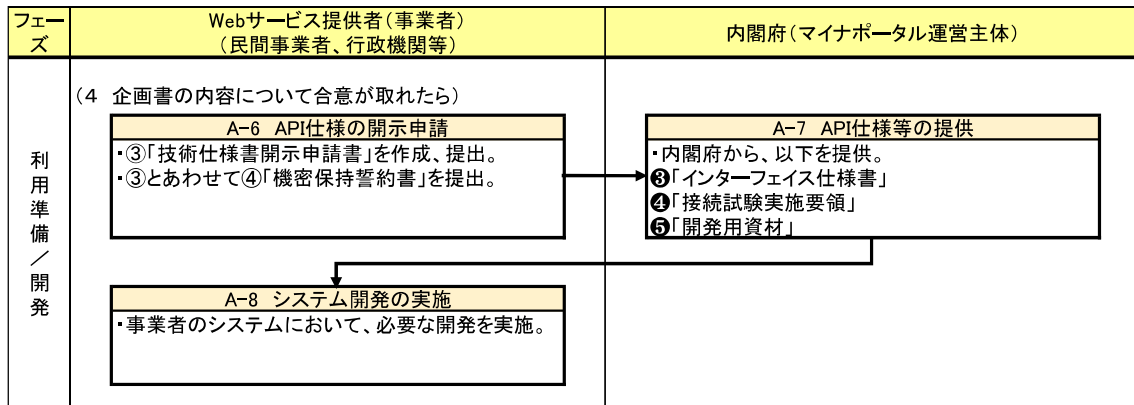 フェーズ
Webサービス提供者（事業者）
（民間事業者、行政機関等）
内閣府（マイナポータル運営主体）
利用準備／開発
（４　企画書の内容について合意が取れたら）
A-6 API仕様の開示申請
・③「技術仕様書開示申請書」を作成、提出。
・③とあわせて④「機密保持誓約書」を提出。
A-7 API仕様等の提供
・内閣府から、以下を提供。
❸「インターフェイス仕様書」
❹「接続試験実施要領」
❺「開発用資材」
A-8 システム開発の実施
・事業者のシステムにおいて、必要な開発を実施。